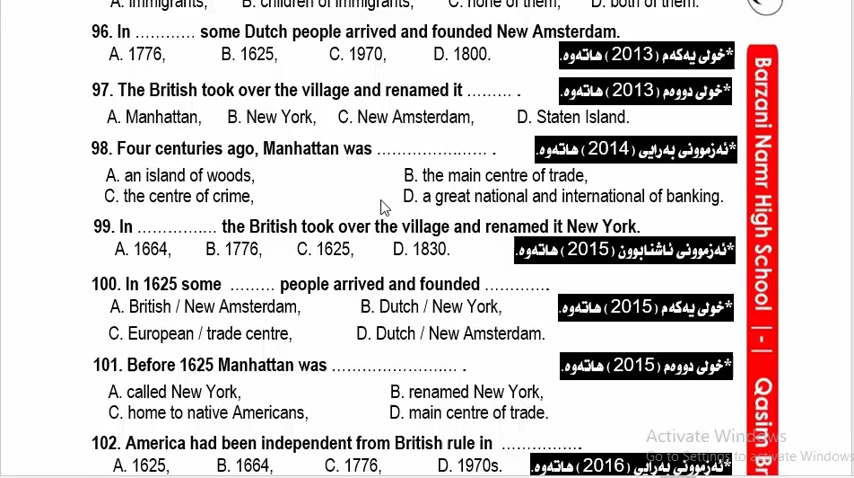 A. immigrants, B. children of immigrants, C. none of them, D. both of them.
96. In ………… some Dutch people arrived and founded New Amsterdam.
A. 1776, B. 1625, C. 1970, D. 1800. *خولی یەکەم (2013) هاتەوە.
97. The British took over the village and renamed it ……… . *خولی دووەم (2013) هاتەوە.
A. Manhattan, B. New York, C. New Amsterdam, D. Staten Island.
98. Four centuries ago, Manhattan was …………………. . *ئەزموونی بەرایی (2014) هاتەوە.
A. an island of woods, B. the main centre of trade,
C. the centre of crime, D. a great national and international of banking.
99. In ……………. the British took over the village and renamed it New York.
A. 1664, B. 1776, C. 1625, D. 1830. *ئەزموونی ئاشنابوون (2015) هاتەوە.
100. In 1625 some ……… people arrived and founded ………….
A. British / New Amsterdam, B. Dutch / New York, *خولی یەکەم (2015) هاتەوە.
C. European / trade centre, D. Dutch / New Amsterdam.
101. Before 1625 Manhattan was ……………………. . *خولی دووەم (2015) هاتەوە.
A. called New York, B. renamed New York,
C. home to native Americans, D. main centre of trade.
102. America had been independent from British rule in …………….
A. 1625, B. 1664, C. 1776, D. 1970s. *ئەزموونی بەرایی (2016) هاتەوە.
Barzani Namr High School |-| Qasim Br
Activate Windows
Go to Settings to activate Windows